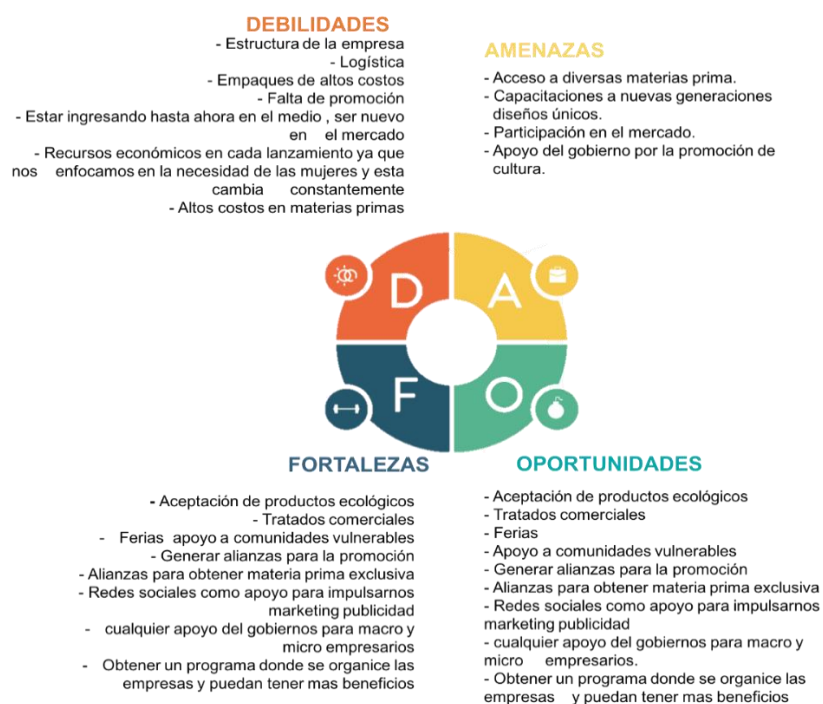 DEBILIDADES
- Estructura de la empresa
- Logística
- Empaques de altos costos
- Falta de promoción
- Estar ingresando hasta ahora en el medio , ser nuevo
en el mercado
- Recursos económicos en cada lanzamiento ya que
nos enfocamos en la necesidad de las mujeres y esta
cambia constantemente
- Altos costos en materias primas
AMENAZAS
- Acceso a diversas materias prima.
- Capacitaciones a nuevas generaciones
diseños únicos.
- Participación en el mercado.
- Apoyo del gobierno por la promoción de
cultura.
D
A
F
O
FORTALEZAS
- Aceptación de productos ecológicos
- Tratados comerciales
- Ferias apoyo a comunidades vulnerables
- Generar alianzas para la promoción
- Alianzas para obtener materia prima exclusiva
- Redes sociales como apoyo para impulsarnos
marketing publicidad
- cualquier apoyo del gobiernos para macro y
micro empresarios
- Obtener un programa donde se organice las
empresas y puedan tener mas beneficios
OPORTUNIDADES
- Aceptación de productos ecológicos
- Tratados comerciales
- Ferias
- Apoyo a comunidades vulnerables
- Generar alianzas para la promoción
- Alianzas para obtener materia prima exclusiva
- Redes sociales como apoyo para impulsarnos
marketing publicidad
- cualquier apoyo del gobiernos para macro y
micro empresarios.
- Obtener un programa donde se organice las
empresas y puedan tener mas beneficios